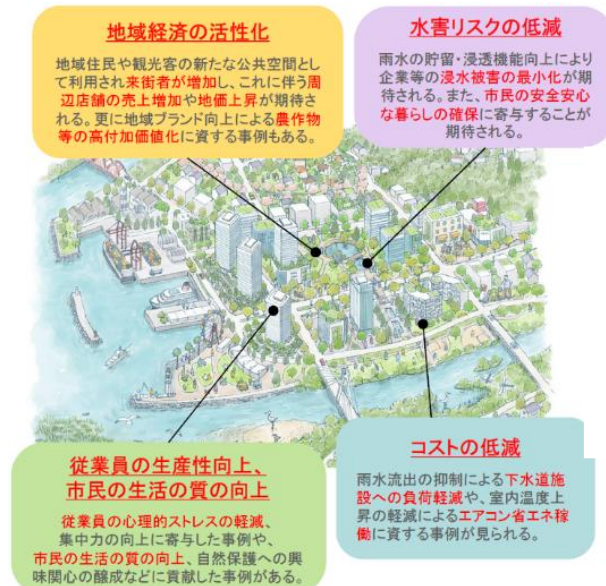 地域経済の活性化
地域住民や観光客の新たな公共空間とし
て利用され来街者が増加し、これに伴う周
辺店舗の売上増加や地価上昇が期待さ
れる。更に地域ブランド向上による農作物
等の高付加価値化に資する事例もある。
水害リスクの低減
雨水の貯留・浸透機能向上により
企業等の浸水被害の最小化が期
待される。また、市民の安全安心
な暮らしの確保に寄与することが
期待される。
従業員の生産性向上、
市民の生活の質の向上
従業員の心理的ストレスの軽減、
集中力の向上に寄与した事例や、
市民の生活の質の向上、自然保護への興
味関心の醸成などに貢献した事例がある。
コストの低減
雨水流出の抑制による下水道施
設への負荷軽減や、室内温度上
昇の軽減によるエアコン省エネ稼
働に資する事例が見られる。